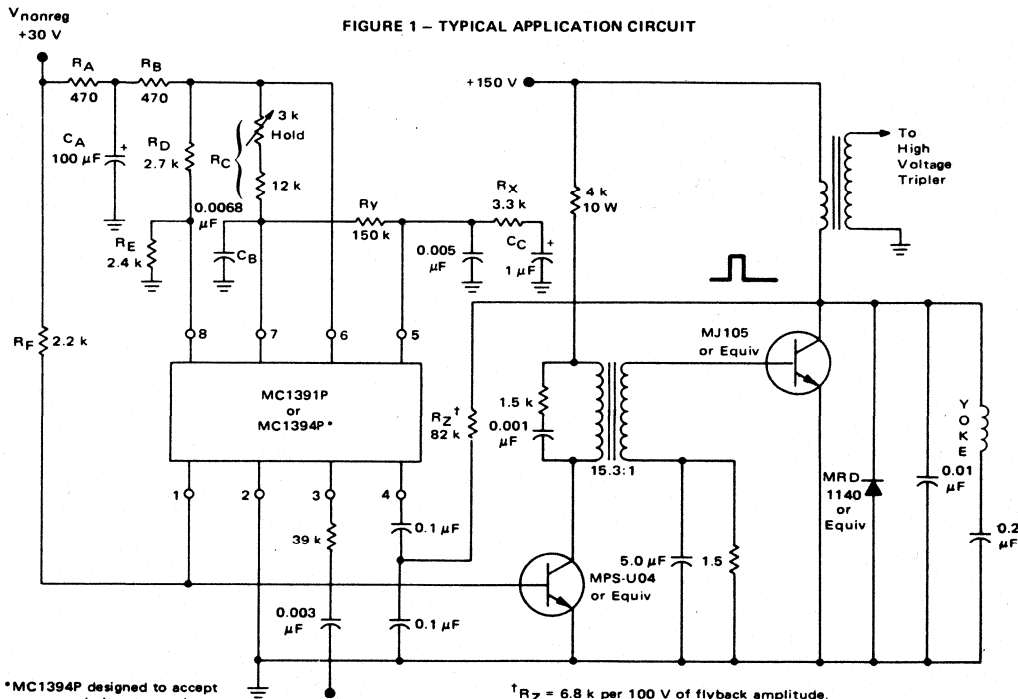 FIGURE 1 – TYPICAL APPLICATION CIRCUIT
Vnonreg
+30 V
RA
470
RB
470
CA
100 μF
+
RD
2.7 k
RC
3 k
Hold
12 k
+150 V
4 k
10 W
To
High
Voltage
Tripler
RE
2.4 k
0.0068
μF
CB
RY
150 k
RX
3.3 k
0.005
μF
CC
1 μF
+
RF
2.2 k
8
7
6
5
MC1391P
or
MC1394P*
1
2
3
4
RZ†
82 k
1.5 k
0.001
μF
15.3:1
MJ105
or Equiv
YOKE
MRD
1140
or
Equiv
0.01
μF
0.2
μF
39 k
0.1 μF
5.0 μF
1.5
MPS-U04
or Equiv
0.003
μF
0.1 μF
*MC1394P designed to accept
†RZ = 6.8 k per 100 V of flyback amplitude.